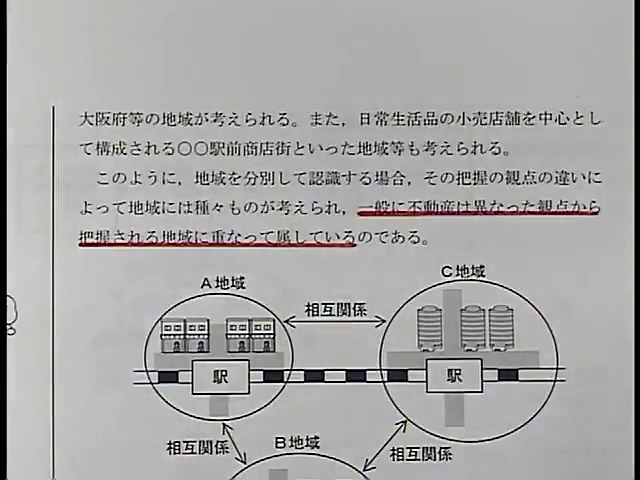 大阪府等の地域が考えられる。また，日常生活品の小売店舗を中心とし
て構成される〇〇駅前商店街といった地域等も考えられる。
このように，地域を分別して認識する場合，その把握の観点の違いに
よって地域には種々ものが考えられ，一般に不動産は異なった観点から
把握される地域に重なって属しているのである。
A地域
C地域
相互関係
駅
駅
相互関係
B地域
相互関係